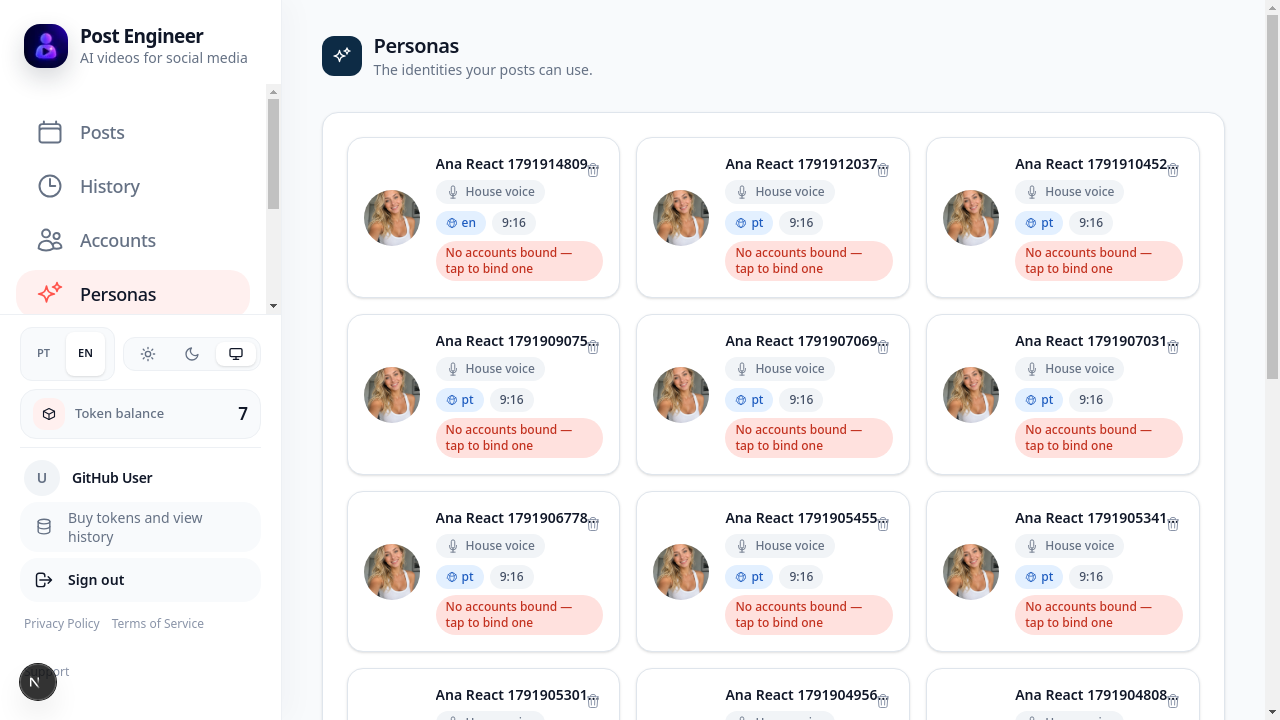 Post Engineer
AI videos for social media
Posts
History
Accounts
Personas
PT
EN
Token balance
7
U
GitHub User
Buy tokens and view
history
Sign out
Privacy Policy
Terms of Service
Support
N
Personas
The identities your posts can use.
Ana React 1791914809
House voice
en
9:16
No accounts bound —
tap to bind one
Ana React 1791912037
House voice
pt
9:16
No accounts bound —
tap to bind one
Ana React 1791910452
House voice
pt
9:16
No accounts bound —
tap to bind one
Ana React 1791909075
House voice
pt
9:16
No accounts bound —
tap to bind one
Ana React 1791907069
House voice
pt
9:16
No accounts bound —
tap to bind one
Ana React 1791907031
House voice
pt
9:16
No accounts bound —
tap to bind one
Ana React 1791906778
House voice
pt
9:16
No accounts bound —
tap to bind one
Ana React 1791905455
House voice
pt
9:16
No accounts bound —
tap to bind one
Ana React 1791905341
House voice
pt
9:16
No accounts bound —
tap to bind one
Ana React 1791905301
House voice
Ana React 1791904956
House voice
Ana React 1791904808
House voice